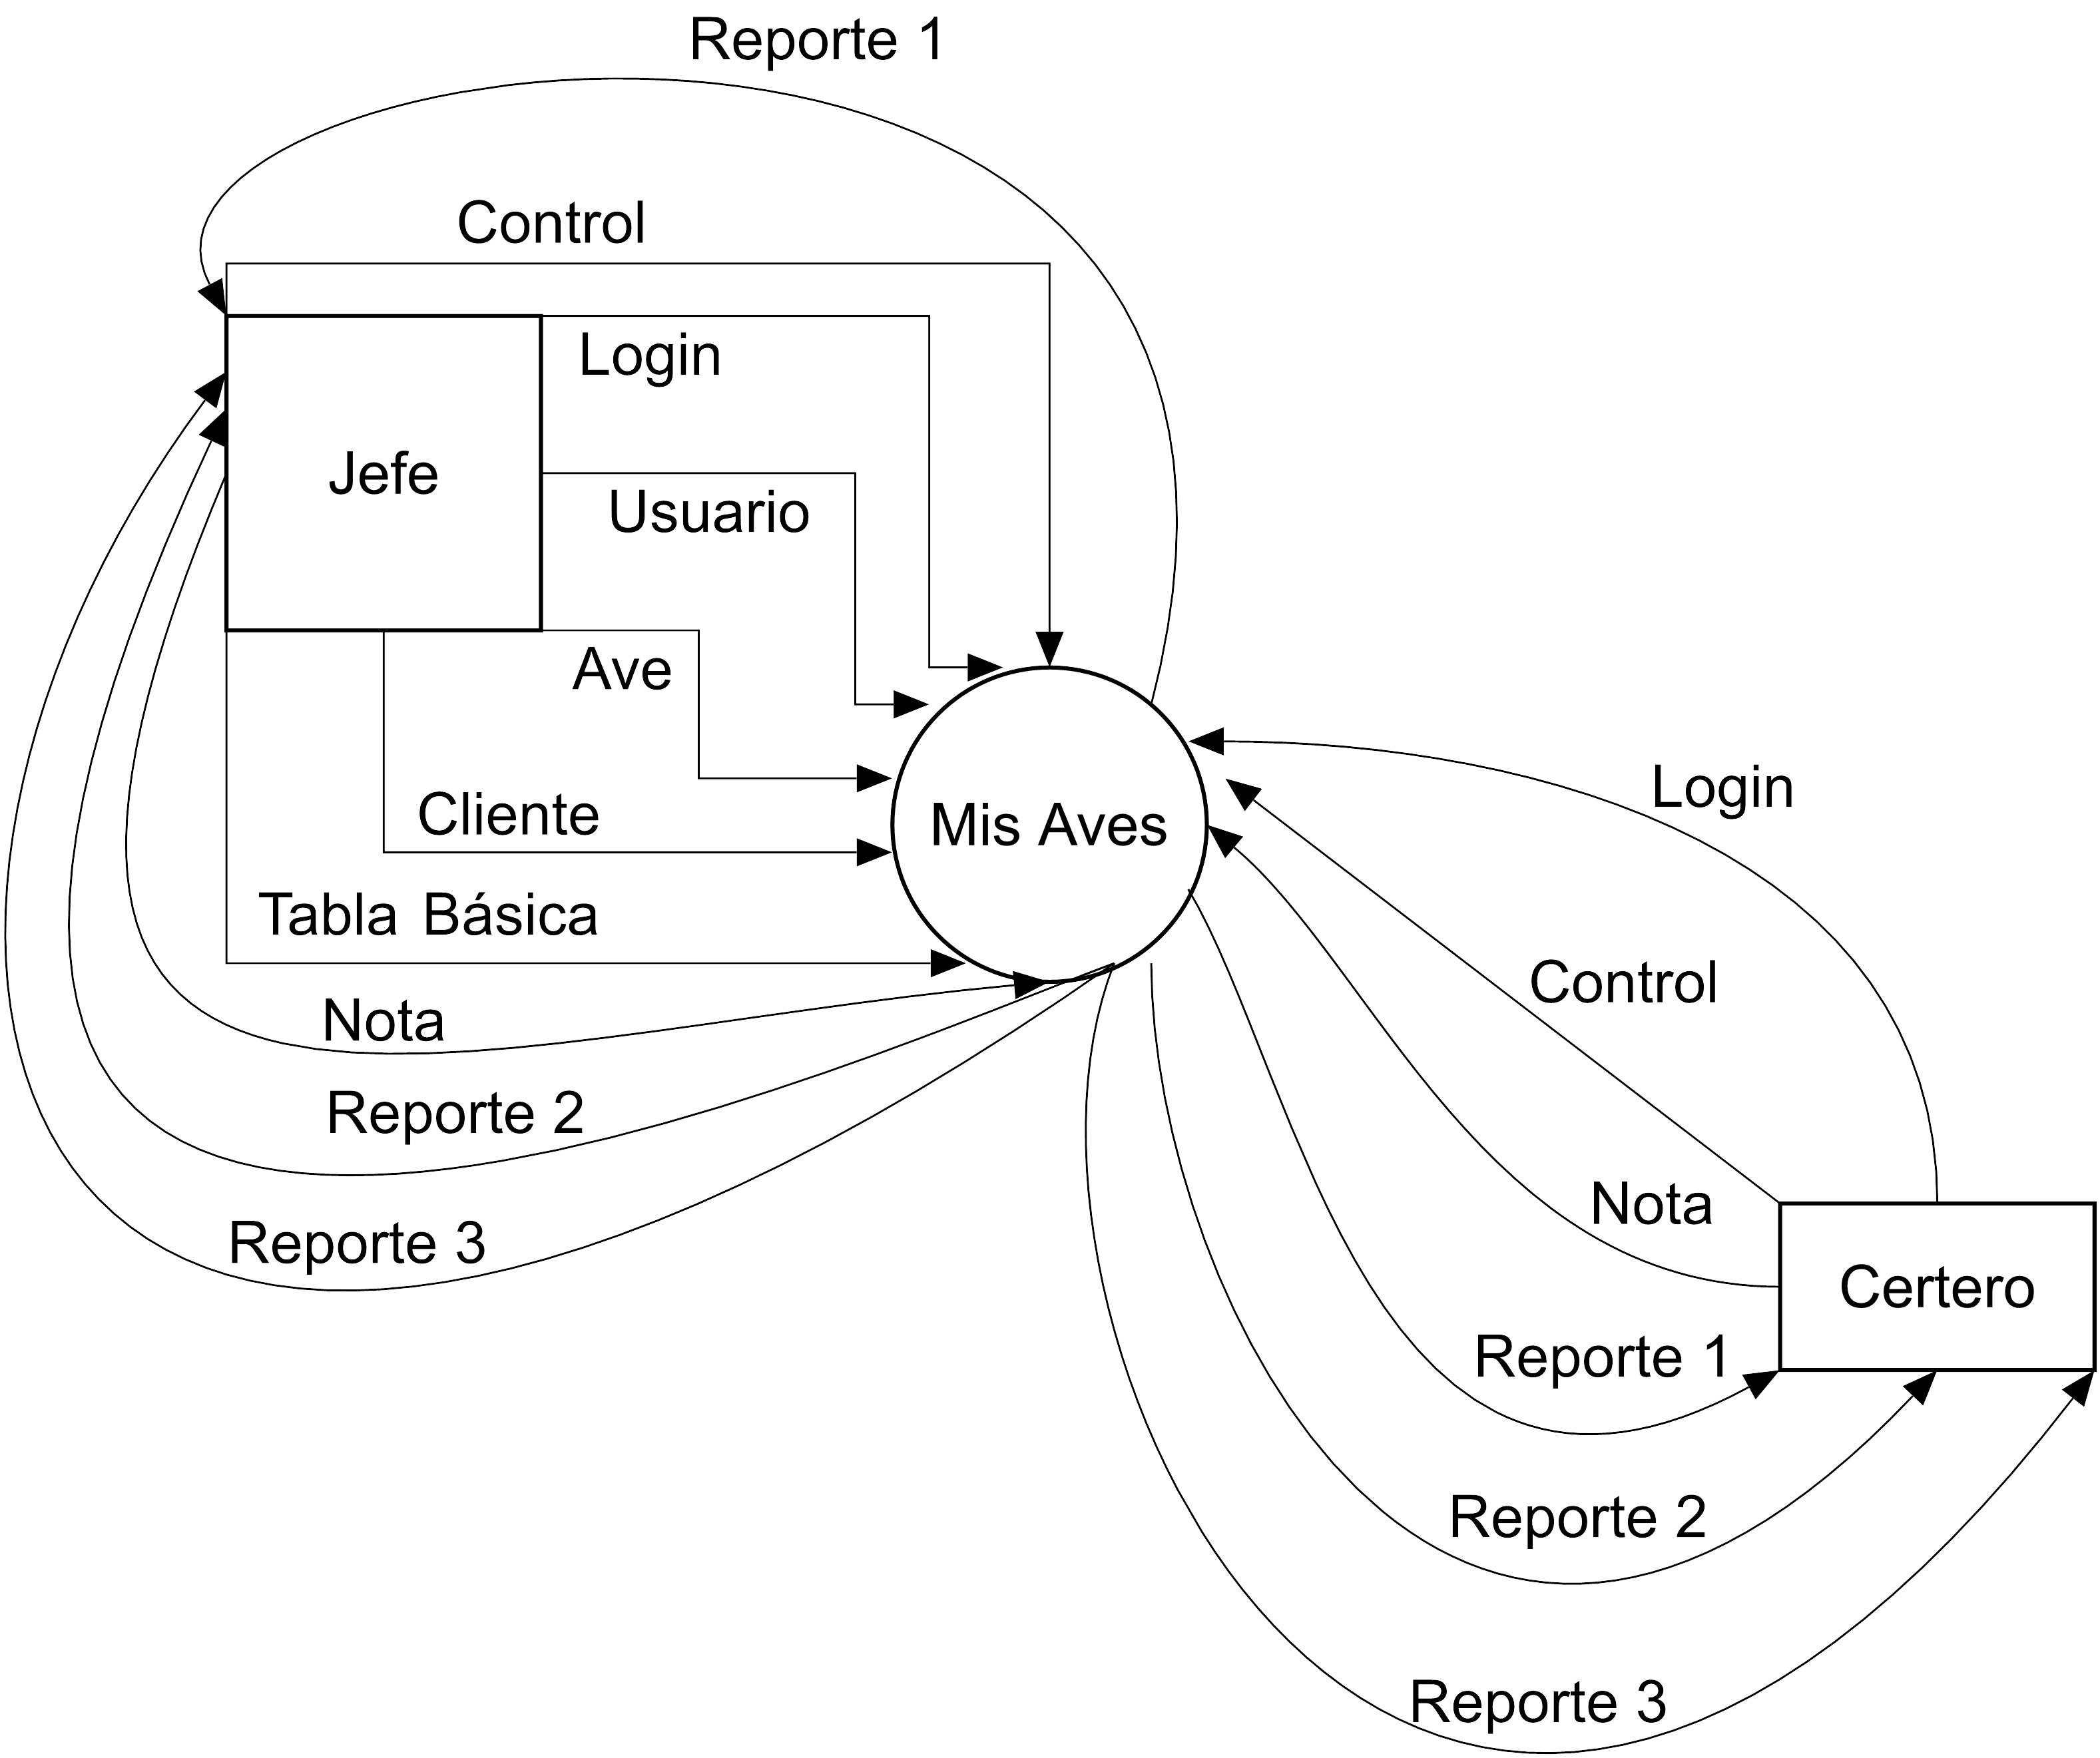 Reporte 1
Control
Login
Jefe
Usuario
Ave
Cliente
Mis Aves
Login
Tabla Básica
Control
Nota
Reporte 2
Nota
Reporte 3
Certero
Reporte 1
Reporte 2
Reporte 3